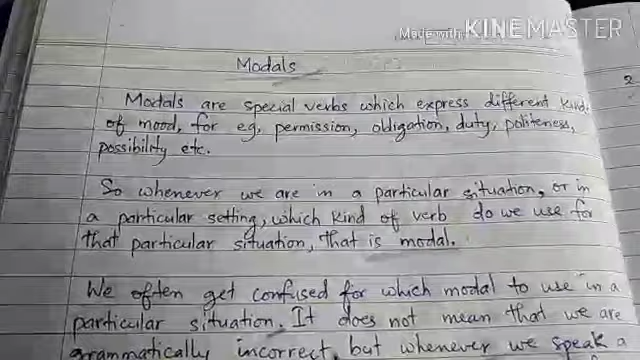 Made with KINEMASTER
Modals
Modals are special verbs which express different kinds
of mood, for eg, permission, obligation, duty, politeness,
possibility etc.
So whenever we are in a particular situation, or in
a particular setting, which kind of verb do we use for
that particular situation, that is modal.
We often get confused for which modal to use in a
particular situation. It does not mean that we are
grammatically incorrect, but whenever we speak a